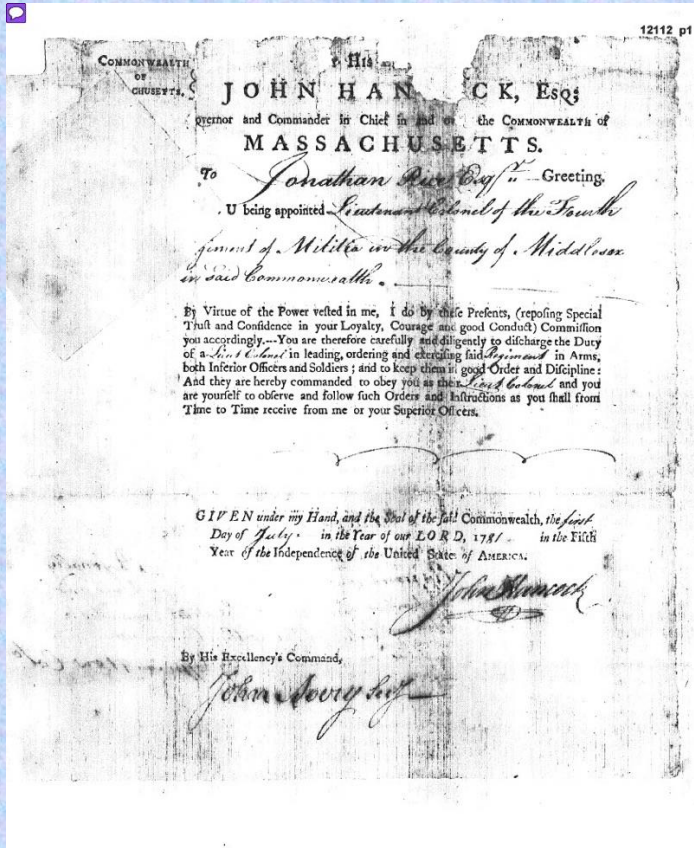 12112 p1
COMMONWEALTH
OF
CHUSETTS.
His
JOHN HAN CK, Esq;
vernor and Commander in Chief in and the COMMONWEALTH of
MASSACHUSETTS.
To Jonathan Rice Esqr. Greeting.
U being appointed Lieutenant Colonel of the Fourth
giment of Militia in the County of Middlesex
in said Commonwealth.
By Virtue of the Power vested in me, I do by these Presents, (reposing Special
Trust and Confidence in your Loyalty, Courage and good Conduct) Commission
you accordingly.---You are therefore carefully and diligently to discharge the Duty
of a Lieut Colonel in leading, ordering and exercising said Regiment in Arms,
both Inferior Officers and Soldiers; and to keep them in good Order and Discipline:
And they are hereby commanded to obey you as their Lieut Colonel and you
are yourself to observe and follow such Orders and Instructions as you shall from
Time to Time receive from me or your Superior Officers.
GIVEN under my Hand, and the Seal of the said Commonwealth, the first
Day of July. in the Year of our LORD, 1781. in the Fifth
Year of the Independence of the United States of AMERICA.
John Hancock
By His Excellency's Command,
John Avery Secy